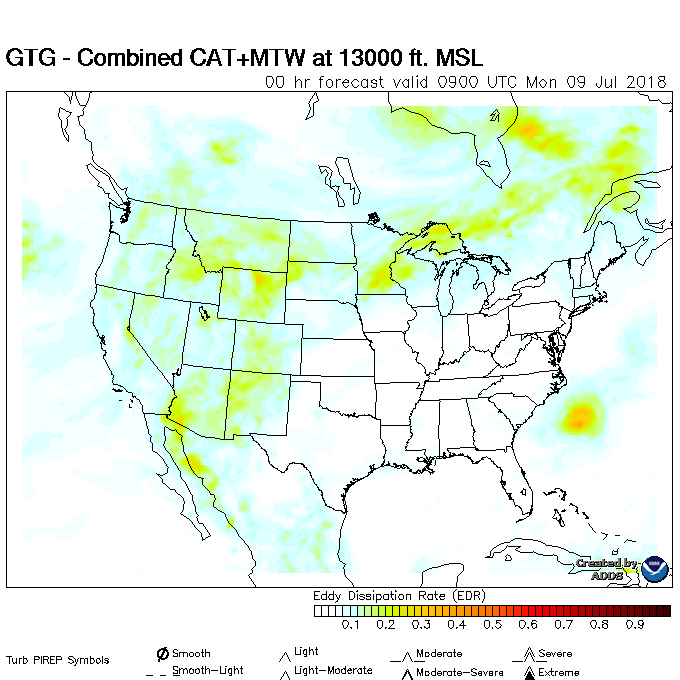 GTG - Combined CAT+MTW at 13000 ft. MSL
00 hr forecast valid 0900 UTC Mon 09 Jul 2018
Created by
ADDS
Eddy Dissipation Rate (EDR)
0.1 0.2 0.3 0.4 0.5 0.6 0.7 0.8 0.9
Turb PIREP Symbols
Smooth Light Moderate Severe
Smooth-Light Light-Moderate Moderate-Severe Extreme